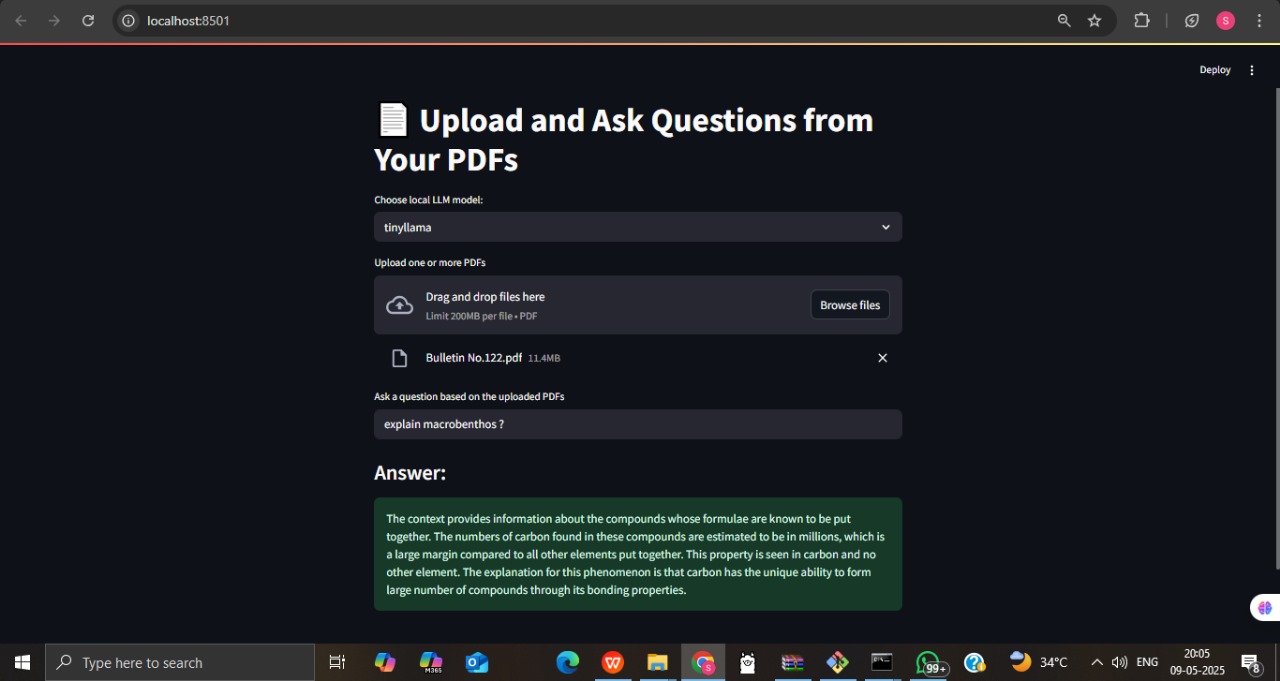 localhost:8501
S
Deploy
Upload and Ask Questions from
Your PDFs
Choose local LLM model:
tinyllama
Upload one or more PDFs
Drag and drop files here
Limit 200MB per file • PDF
Browse files
Bulletin No.122.pdf 11.4MB
Ask a question based on the uploaded PDFs
explain macrobenthos ?
Answer:
The context provides information about the compounds whose formulae are known to be put
together. The numbers of carbon found in these compounds are estimated to be in millions, which is
a large margin compared to all other elements put together. This property is seen in carbon and no
other element. The explanation for this phenomenon is that carbon has the unique ability to form
large number of compounds through its bonding properties.
Type here to search
M365
W
S
99+
34°C
ENG
20:05
09-05-2025
8